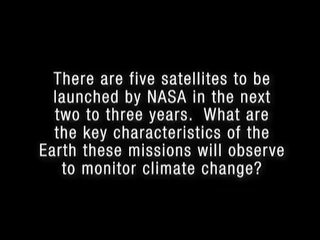 There are five satellites to be
launched by NASA in the next
two to three years.  What are
the key characteristics of the
Earth these missions will observe
to monitor climate change?